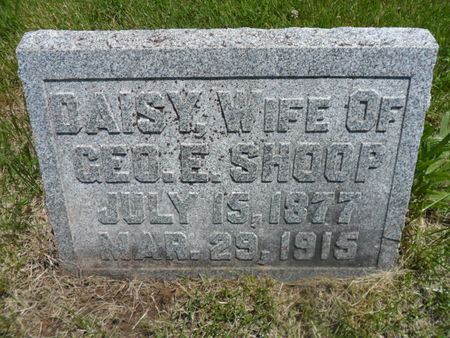 DAISY, WIFE OF
GEO. E. SHOOP
JULY 15, 1877
MAR. 29, 1915